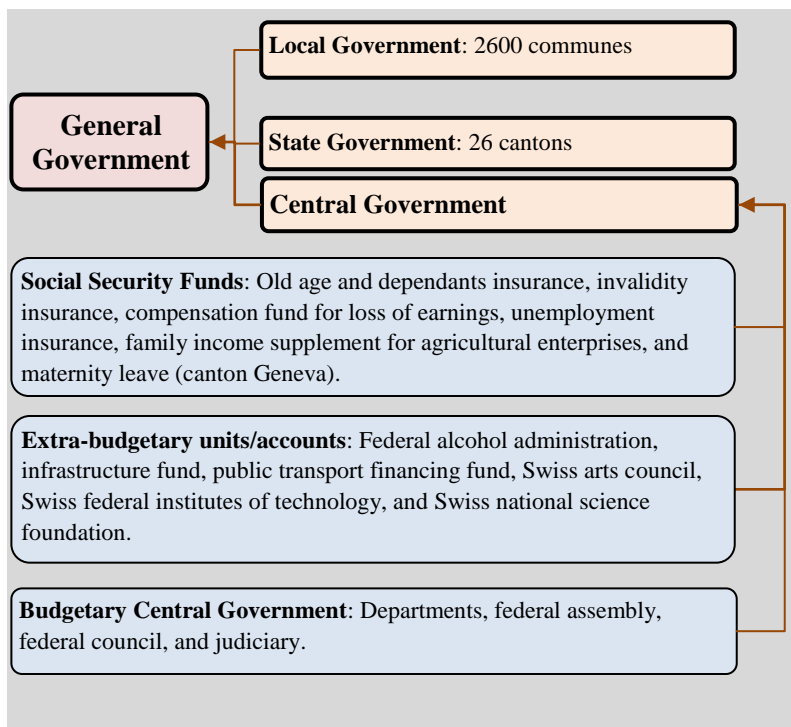 Local Government: 2600 communes
General
Government
State Government: 26 cantons
Central Government
Social Security Funds: Old age and dependants insurance, invalidity
insurance, compensation fund for loss of earnings, unemployment
insurance, family income supplement for agricultural enterprises, and
maternity leave (canton Geneva).
Extra-budgetary units/accounts: Federal alcohol administration,
infrastructure fund, public transport financing fund, Swiss arts council,
Swiss federal institutes of technology, and Swiss national science
foundation.
Budgetary Central Government: Departments, federal assembly,
federal council, and judiciary.